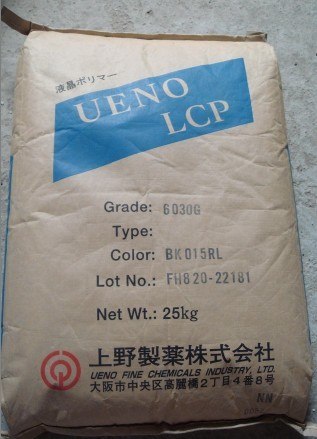 液晶ポリマー
UENO
LCP
Grade: 6030G
Type:
Color: BK015RL
Lot No.: FH820-22181
Net Wt.: 25kg
上野製薬株式会社
UENO FINE CHEMICALS INDUSTRY, LTD.
大阪市中央区高麗橋2丁目4番8号
NN